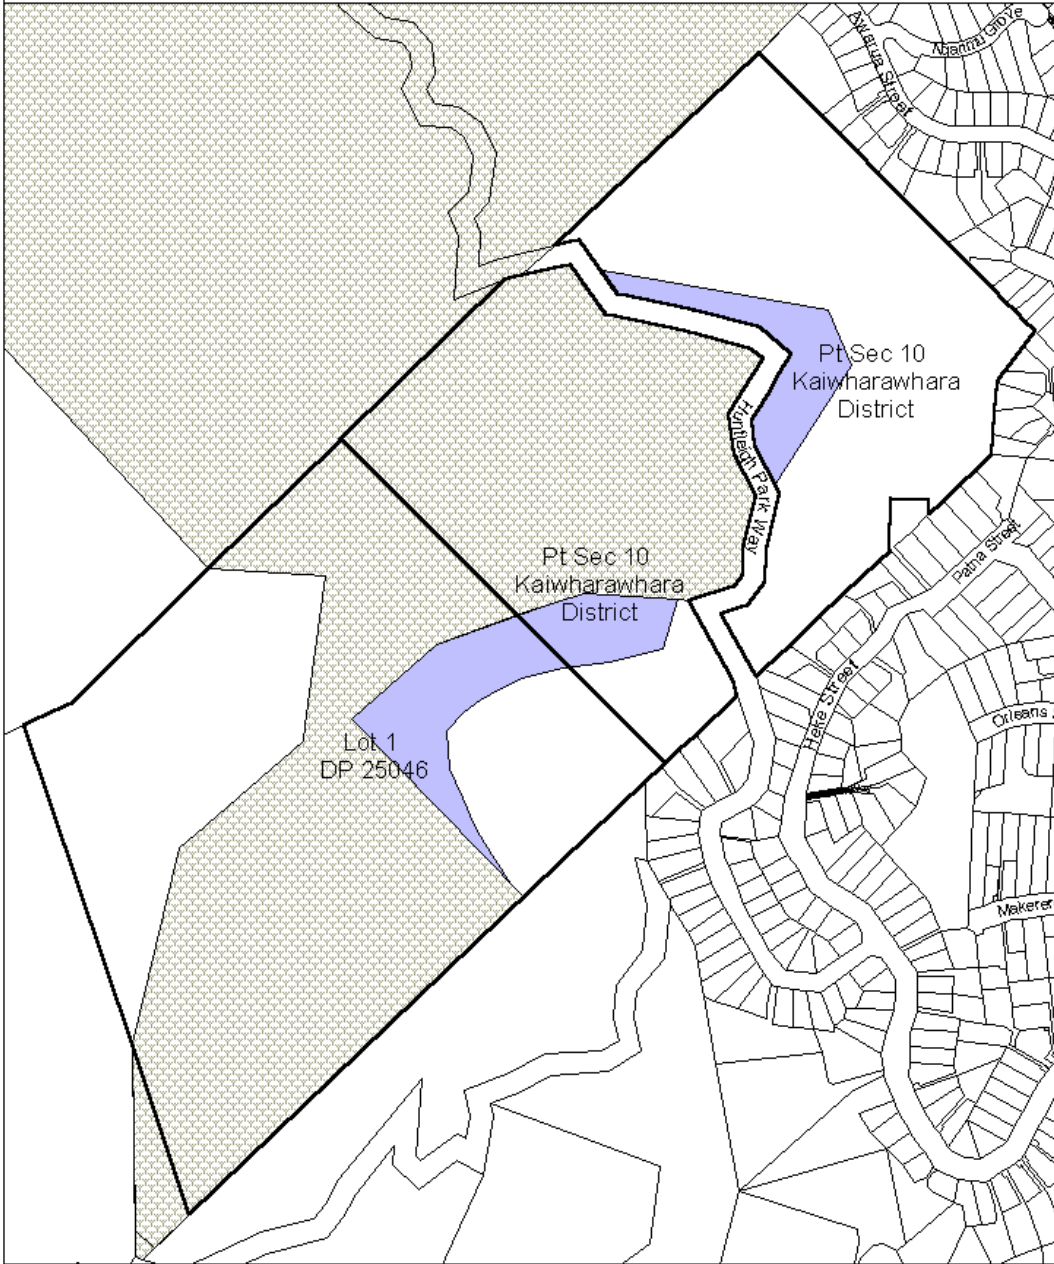 Awarua Street
Ngannu Grove
Pt Sec 10
Kaiwharawhara
District
Huntleigh Park Way
Patna Street
Pt Sec 10
Kaiwharawhara
District
Heke Street
Orleans
Lot 1
DP 25046
Makerer